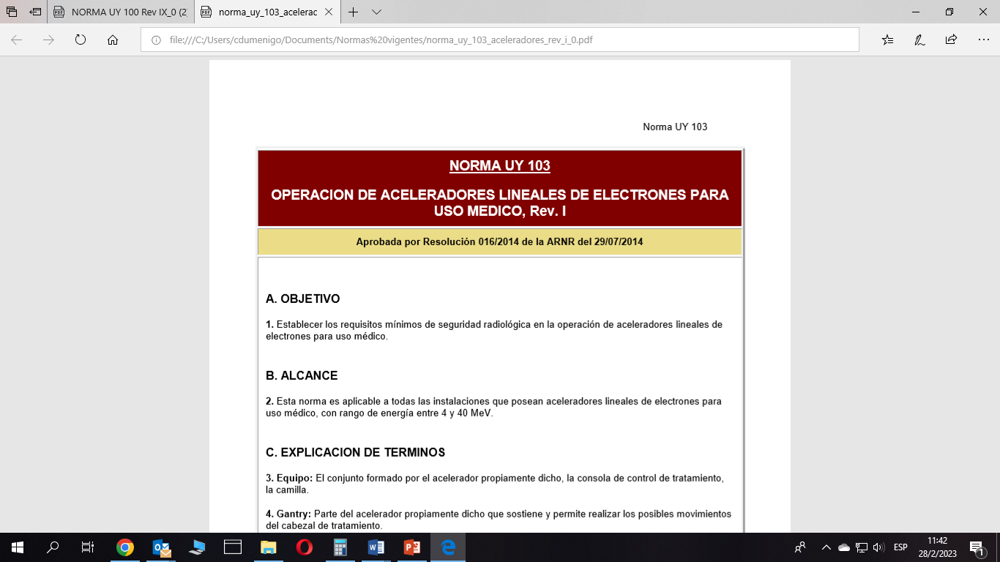 NORMA UY 100 Rev IX_0 (2)
norma_uy_103_acelerac
file:///C:/Users/cdumenigo/Documents/Normas%20vigentes/norma_uy_103_aceleradores_rev_i_0.pdf
Norma UY 103
NORMA UY 103
OPERACION DE ACELERADORES LINEALES DE ELECTRONES PARA
USO MEDICO, Rev. I
Aprobada por Resolución 016/2014 de la ARNR del 29/07/2014
A. OBJETIVO
1. Establecer los requisitos mínimos de seguridad radiológica en la operación de aceleradores lineales de
electrones para uso médico.
B. ALCANCE
2. Esta norma es aplicable a todas las instalaciones que posean aceleradores lineales de electrones para
uso médico, con rango de energía entre 4 y 40 MeV.
C. EXPLICACION DE TERMINOS
3. Equipo: El conjunto formado por el acelerador propiamente dicho, la consola de control de tratamiento,
la camilla.
4. Gantry: Parte del acelerador propiamente dicho que sostiene y permite realizar los posibles movimientos
del cabezal de tratamiento.
ESP
11:42
28/2/2023
1